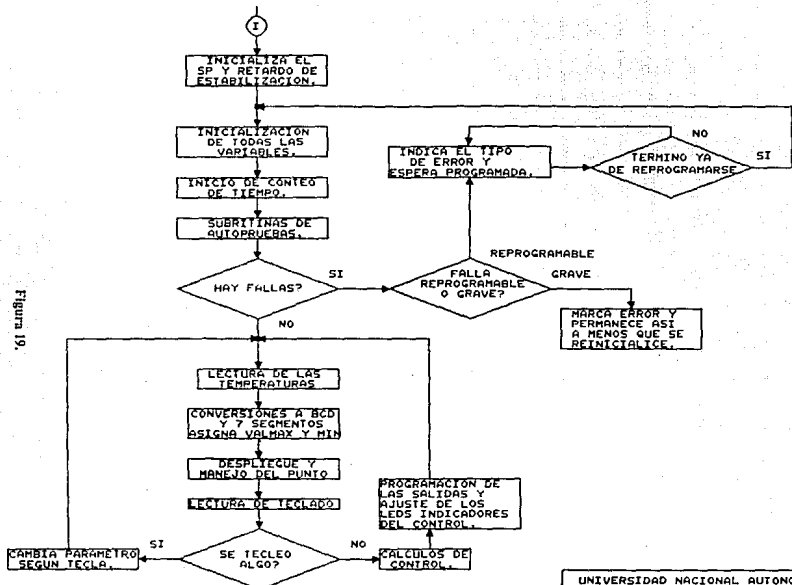 I
INICIALIZA EL
SP Y RETARDO DE
ESTABILIZACION.
INICIALIZACION
DE TODAS LAS
VARIABLES.
INICIO DE CONTEO
DE TIEMPO.
SUBRITINAS DE
AUTOPRUEBAS.
HAY FALLAS?
SI
NO
INDICA EL TIPO
DE ERROR Y
ESPERA PROGRAMADA.
NO
TERMINO YA
DE REPROGRAMARSE
SI
REPROGRAMABLE
FALLA
REPROGRAMABLE
O GRAVE?
GRAVE
MARCA ERROR Y
PERMANECE ASI
A MENOS QUE SE
REINICIALICE.
LECTURA DE LAS
TEMPERATURAS
CONVERSIONES A BCD
Y 7 SEGMENTOS
ASIGNA VALMAX Y MIN
DESPLIEGUE Y
MANEJO DEL PUNTO
LECTURA DE TECLADO
SE TECLEO
ALGO?
SI
NO
CAMBIA PARAMETRO
SEGUN TECLA.
CALCULOS DE
CONTROL.
PROGRAMACION DE
LAS SALIDAS Y
AJUSTE DE LOS
LEDS INDICADORES
DEL CONTROL.
Figura 19.
UNIVERSIDAD NACIONAL AUTONO